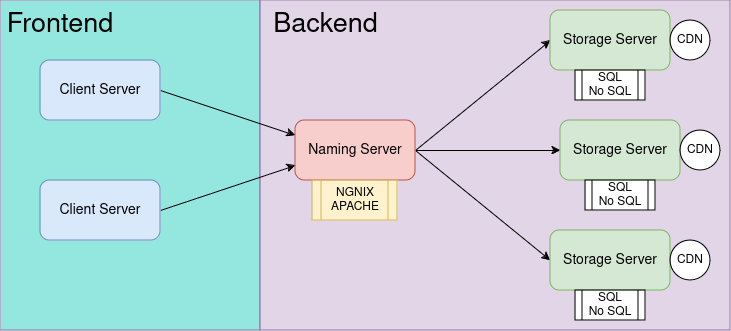 Frontend
Backend
Client Server
Client Server
Naming Server
NGNIX
APACHE
Storage Server
CDN
SQL
No SQL
Storage Server
CDN
SQL
No SQL
Storage Server
CDN
SQL
No SQL